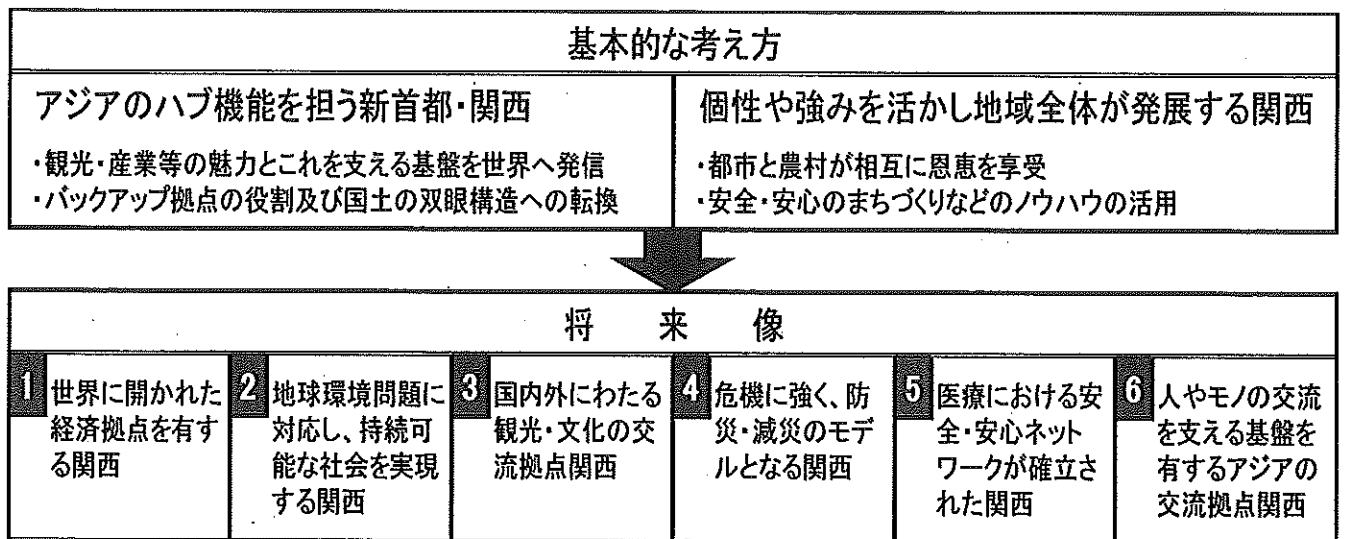 基本的な考え方
アジアのハブ機能を担う新首都・関西
・観光・産業等の魅力とこれを支える基盤を世界へ発信
・バックアップ拠点の役割及び国土の双眼構造への転換
個性や強みを活かし地域全体が発展する関西
・都市と農村が相互に恩恵を享受
・安全・安心のまちづくりなどのノウハウの活用
将来像
1
世界に開かれた
経済拠点を有す
る関西
2
地球環境問題に
対応し、持続可
能な社会を実現
する関西
3
国内外にわたる
観光・文化の交
流拠点関西
4
危機に強く、防
災・減災のモデ
ルとなる関西
5
医療における安
全・安心ネット
ワークが確立さ
れた関西
6
人やモノの交流
を支える基盤を
有するアジアの
交流拠点関西